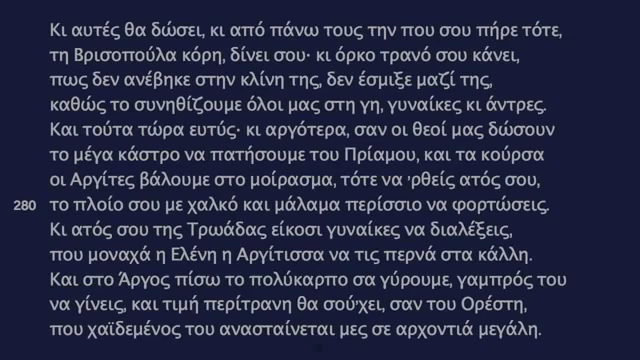 Κι αυτές θα δώσει, κι από πάνω τους την που σου πήρε τότε,
τη Βρισοπούλα κόρη, δίνει σου· κι όρκο τρανό σου κάνει,
πως δεν ανέβηκε στην κλίνη της, δεν έσμιξε μαζί της,
καθώς το συνηθίζουμε όλοι μας στη γη, γυναίκες κι άντρες.
Και τούτα τώρα ευτύς· κι αργότερα, σαν οι θεοί μας δώσουν
το μέγα κάστρο να πατήσουμε του Πρίαμου, και τα κούρσα
οι Αργίτες βάλουμε στο μοίρασμα, τότε να 'ρθείς ατός σου,
280 το πλοίο σου με χαλκό και μάλαμα περίσσιο να φορτώσεις.
Κι ατός σου της Τρωάδας είκοσι γυναίκες να διαλέξεις,
που μοναχά η Ελένη η Αργίτισσα να τις περνά στα κάλλη.
Και στο Άργος πίσω το πολύκαρπο σα γύρουμε, γαμπρός του
να γίνεις, και τιμή περίτρανη θα σού'χει, σαν του Ορέστη,
που χαϊδεμένος του ανασταίνεται μες σε αρχοντιά μεγάλη.